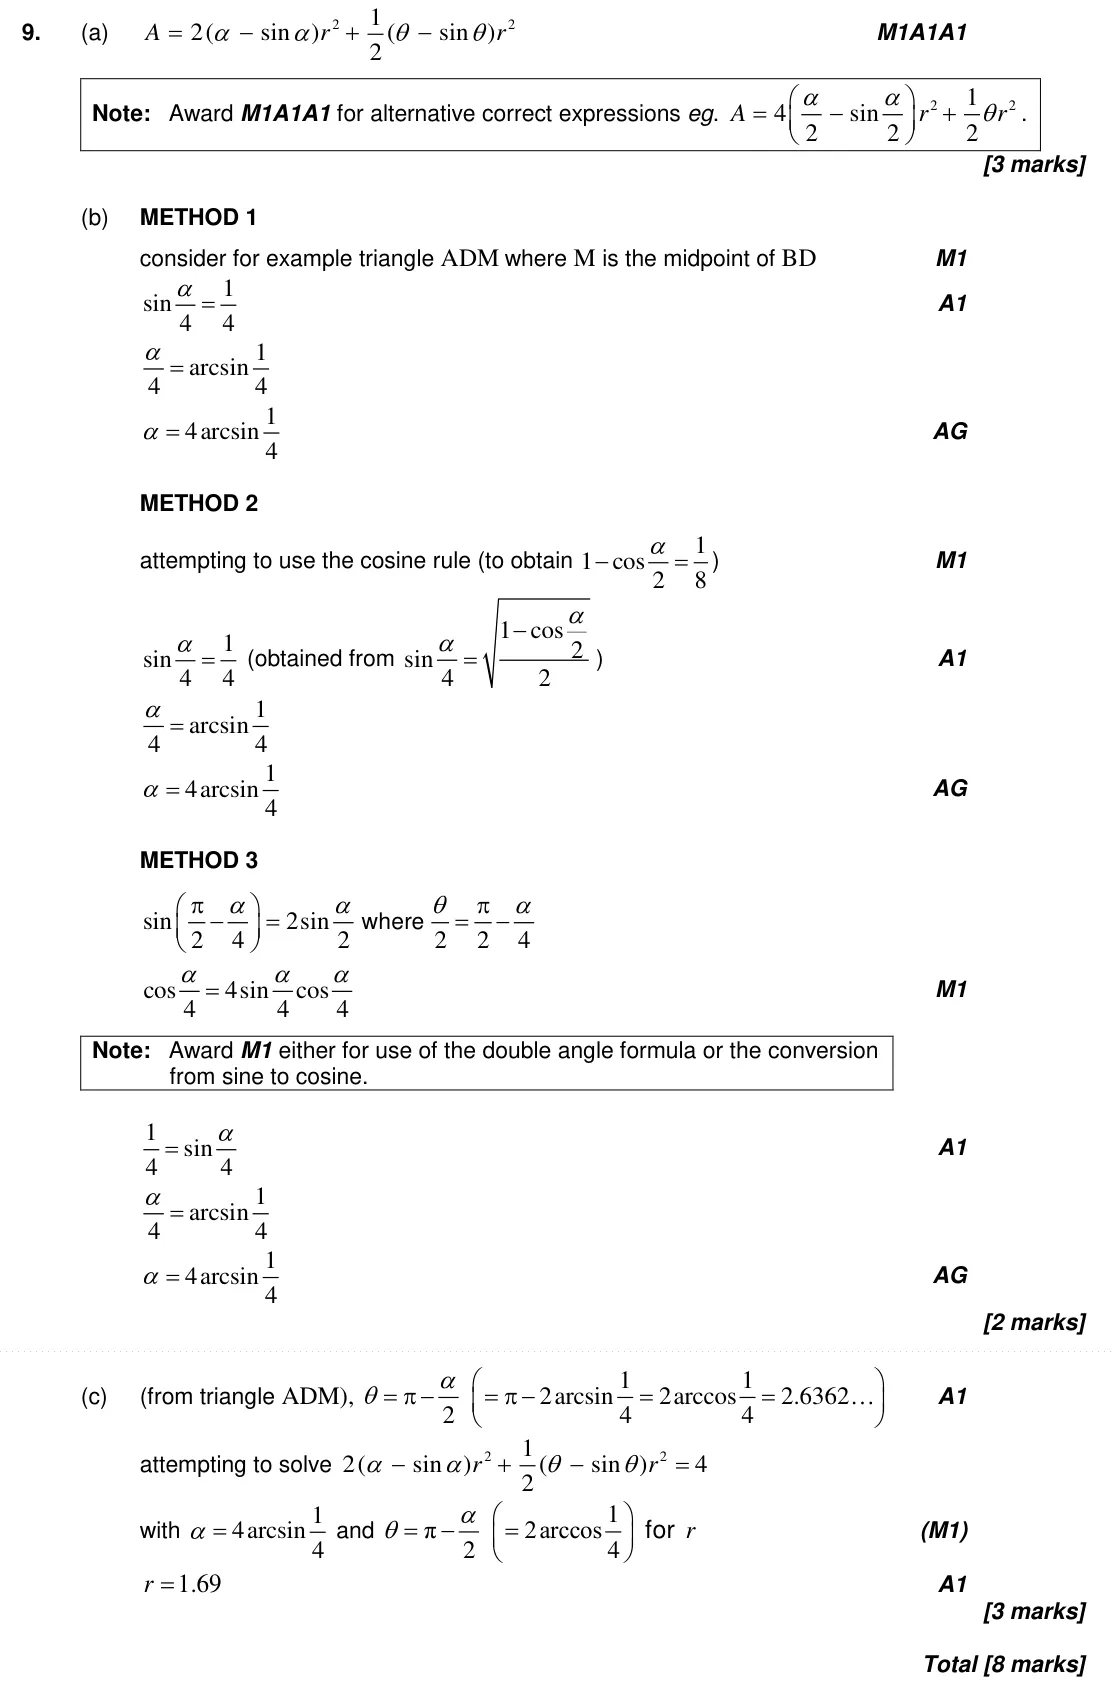 9. (a) A = 2(α − sin α)r² + 1/2(θ − sin θ)r² M1A1A1
Note: Award M1A1A1 for alternative correct expressions eg. A = 4(α/2 − sin α/2)r² + 1/2 θr².
[3 marks]
(b) METHOD 1
consider for example triangle ADM where M is the midpoint of BD M1
sin α/4 = 1/4 A1
α/4 = arcsin 1/4
α = 4 arcsin 1/4 AG
METHOD 2
attempting to use the cosine rule (to obtain 1 − cos α/2 = 1/8) M1
sin α/4 = 1/4 (obtained from sin α/4 = √((1 − cos α/2)/2)) A1
α/4 = arcsin 1/4
α = 4 arcsin 1/4 AG
METHOD 3
sin(π/2 − α/4) = 2 sin α/2 where θ/2 = π/2 − α/4
cos α/4 = 4 sin α/4 cos α/4 M1
Note: Award M1 either for use of the double angle formula or the conversion
from sine to cosine.
1/4 = sin α/4 A1
α/4 = arcsin 1/4
α = 4 arcsin 1/4 AG
[2 marks]
(c) (from triangle ADM), θ = π − α/2 (= π − 2 arcsin 1/4 = 2 arccos 1/4 = 2.6362…) A1
attempting to solve 2(α − sin α)r² + 1/2(θ − sin θ)r² = 4
with α = 4 arcsin 1/4 and θ = π − α/2 (= 2 arccos 1/4) for r (M1)
r = 1.69 A1
[3 marks]
Total [8 marks]